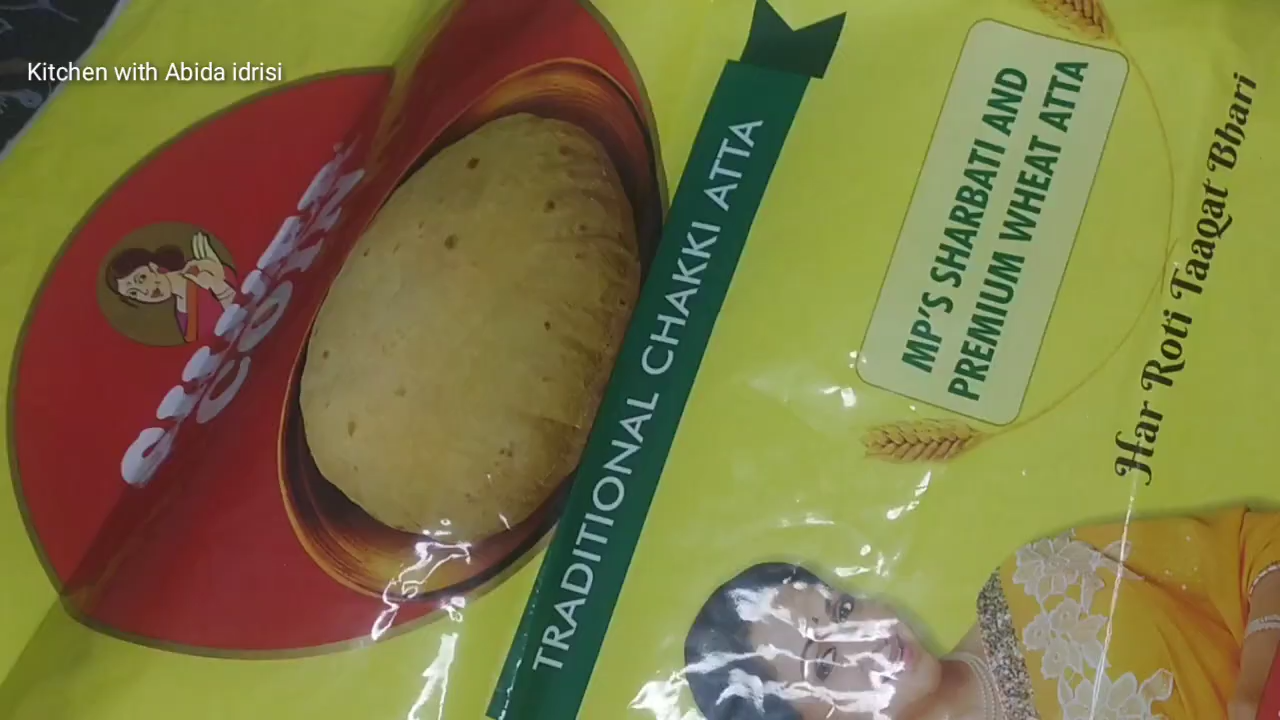 Kitchen with Abida idrisi
TRADITIONAL CHAKKI ATTA
MP'S SHARBATI AND
PREMIUM WHEAT ATTA
Har Roti Taaqat Bhari